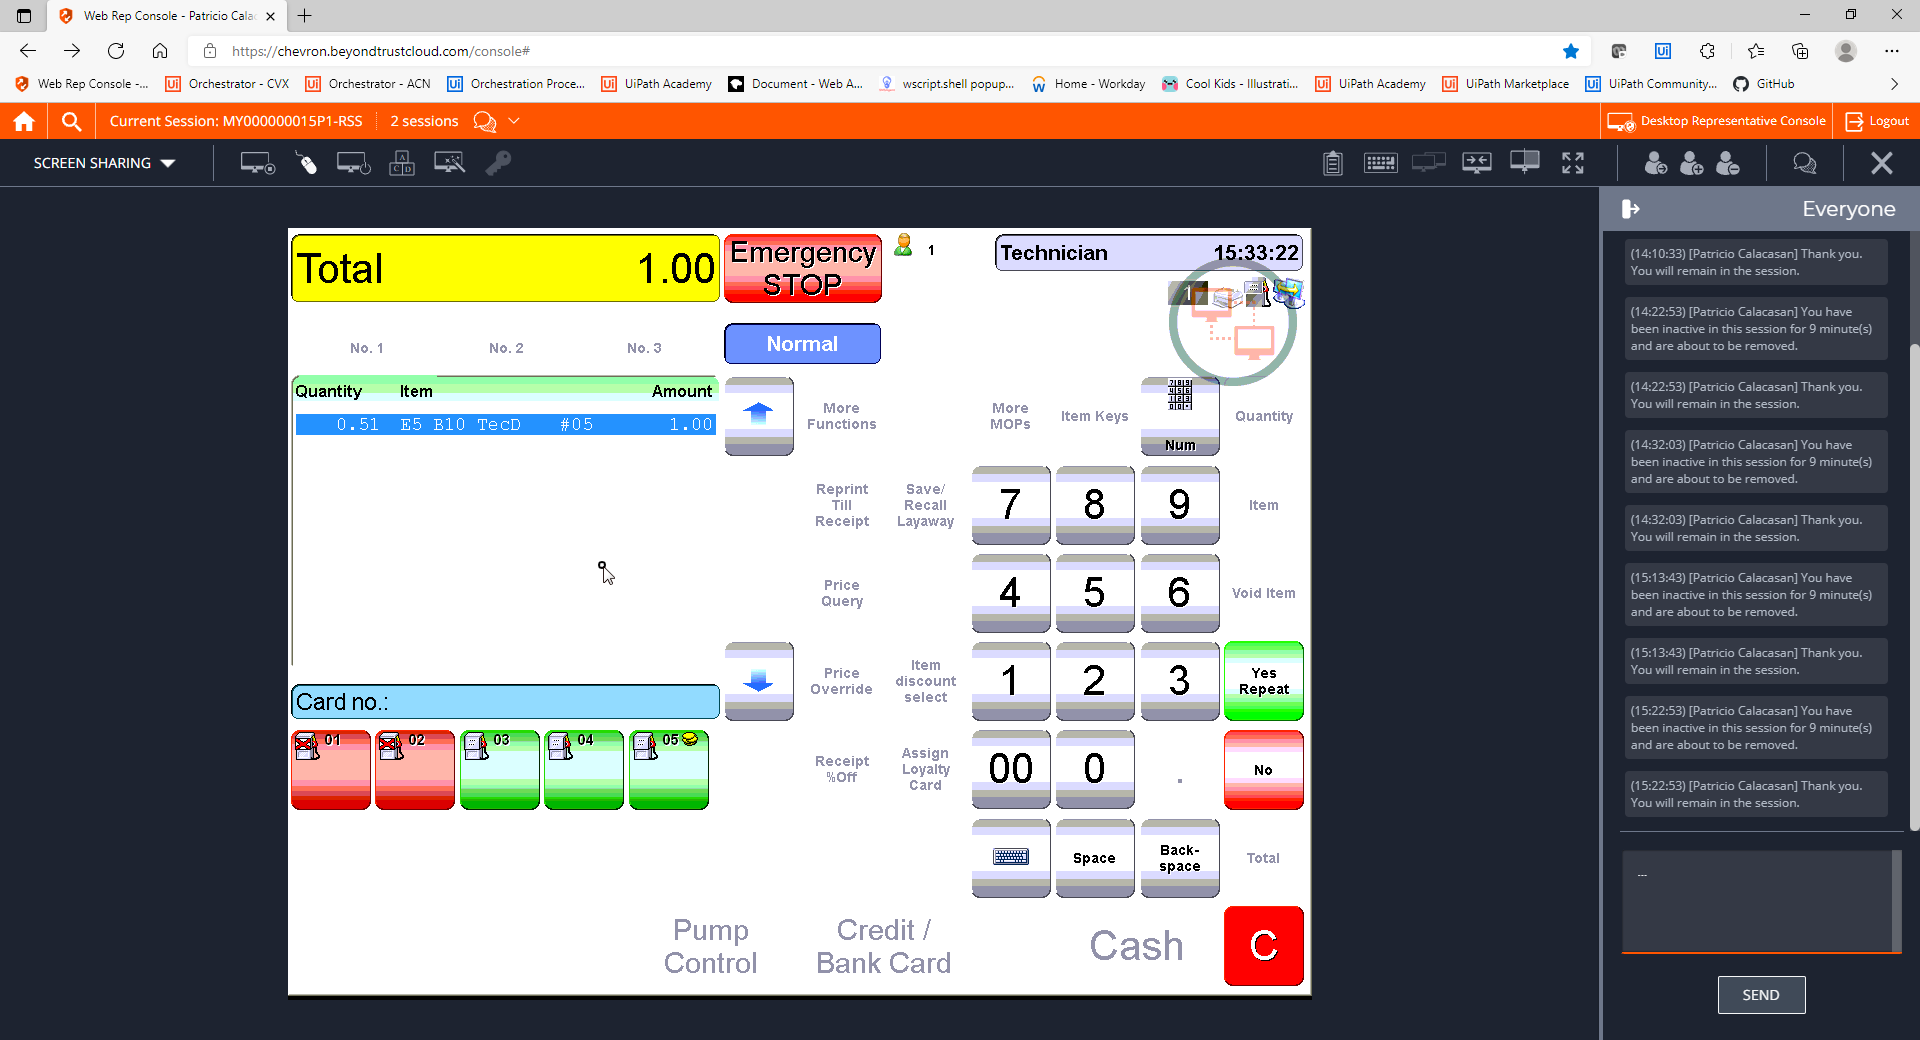 Web Rep Console - Patricio Cala
https://chevron.beyondtrustcloud.com/console#
Web Rep Console -...
Orchestrator - CVX
Orchestrator - ACN
Orchestration Proce...
UiPath Academy
Document - Web A...
wscript.shell popup...
Home - Workday
Cool Kids - Illustrati...
UiPath Academy
UiPath Marketplace
UiPath Community...
GitHub
Current Session: MY000000015P1-RSS
2 sessions
Desktop Representative Console
Logout
SCREEN SHARING
Everyone
Total 1.00
Emergency
STOP
1
Technician 15:33:22
1
No. 1 No. 2 No. 3
Normal
Quantity Item Amount
0.51 E5 B10 TecD #05 1.00
More
Functions
More
MOPs
Item Keys
Num
Quantity
Reprint
Till
Receipt
Save/
Recall
Layaway
7 8 9
Item
Price
Query
4 5 6
Void Item
Price
Override
Item
discount
select
1 2 3
Yes
Repeat
Card no.:
01 02 03 04 05
Receipt
%Off
Assign
Loyalty
Card
00 0 .
No
Space
Back-
space
Total
Pump
Control
Credit /
Bank Card
Cash
C
(14:10:33) [Patricio Calacasan] Thank you.
You will remain in the session.
(14:22:53) [Patricio Calacasan] You have
been inactive in this session for 9 minute(s)
and are about to be removed.
(14:22:53) [Patricio Calacasan] Thank you.
You will remain in the session.
(14:32:03) [Patricio Calacasan] You have
been inactive in this session for 9 minute(s)
and are about to be removed.
(14:32:03) [Patricio Calacasan] Thank you.
You will remain in the session.
(15:13:43) [Patricio Calacasan] You have
been inactive in this session for 9 minute(s)
and are about to be removed.
(15:13:43) [Patricio Calacasan] Thank you.
You will remain in the session.
(15:22:53) [Patricio Calacasan] You have
been inactive in this session for 9 minute(s)
and are about to be removed.
(15:22:53) [Patricio Calacasan] Thank you.
You will remain in the session.
...
SEND